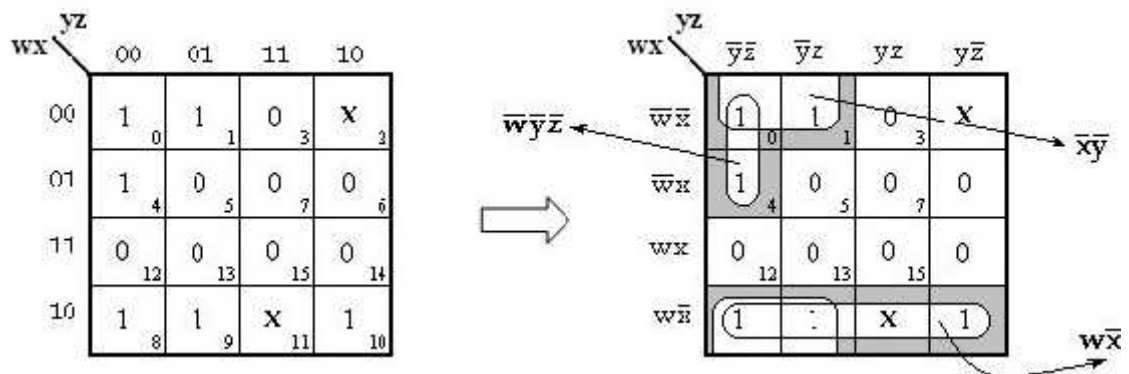 yz
wx 00 01 11 10
00 1 1 0 X
0 1 3 2
01 1 0 0 0
4 5 7 6
11 0 0 0 0
12 13 15 14
10 1 1 X 1
8 9 11 10
yz
wx y̅z̅ y̅z yz yz̅
w̅x̅ 1 1 0 X
0 1 3
w̅y̅z̅
x̅y̅
w̅x 1 0 0 0
4 5 7
wx 0 0 0 0
12 13 15
wx̅ 1 X 1
wx̅